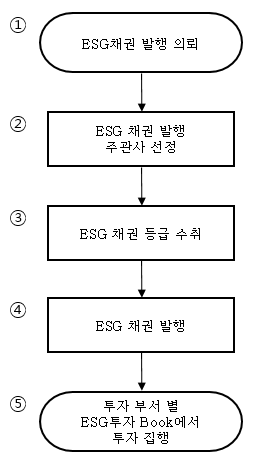 ①
ESG채권 발행 의뢰
②
ESG 채권 발행
주관사 선정
③
ESG 채권 등급 수취
④
ESG 채권 발행
⑤
투자 부서 별
ESG투자 Book에서
투자 집행